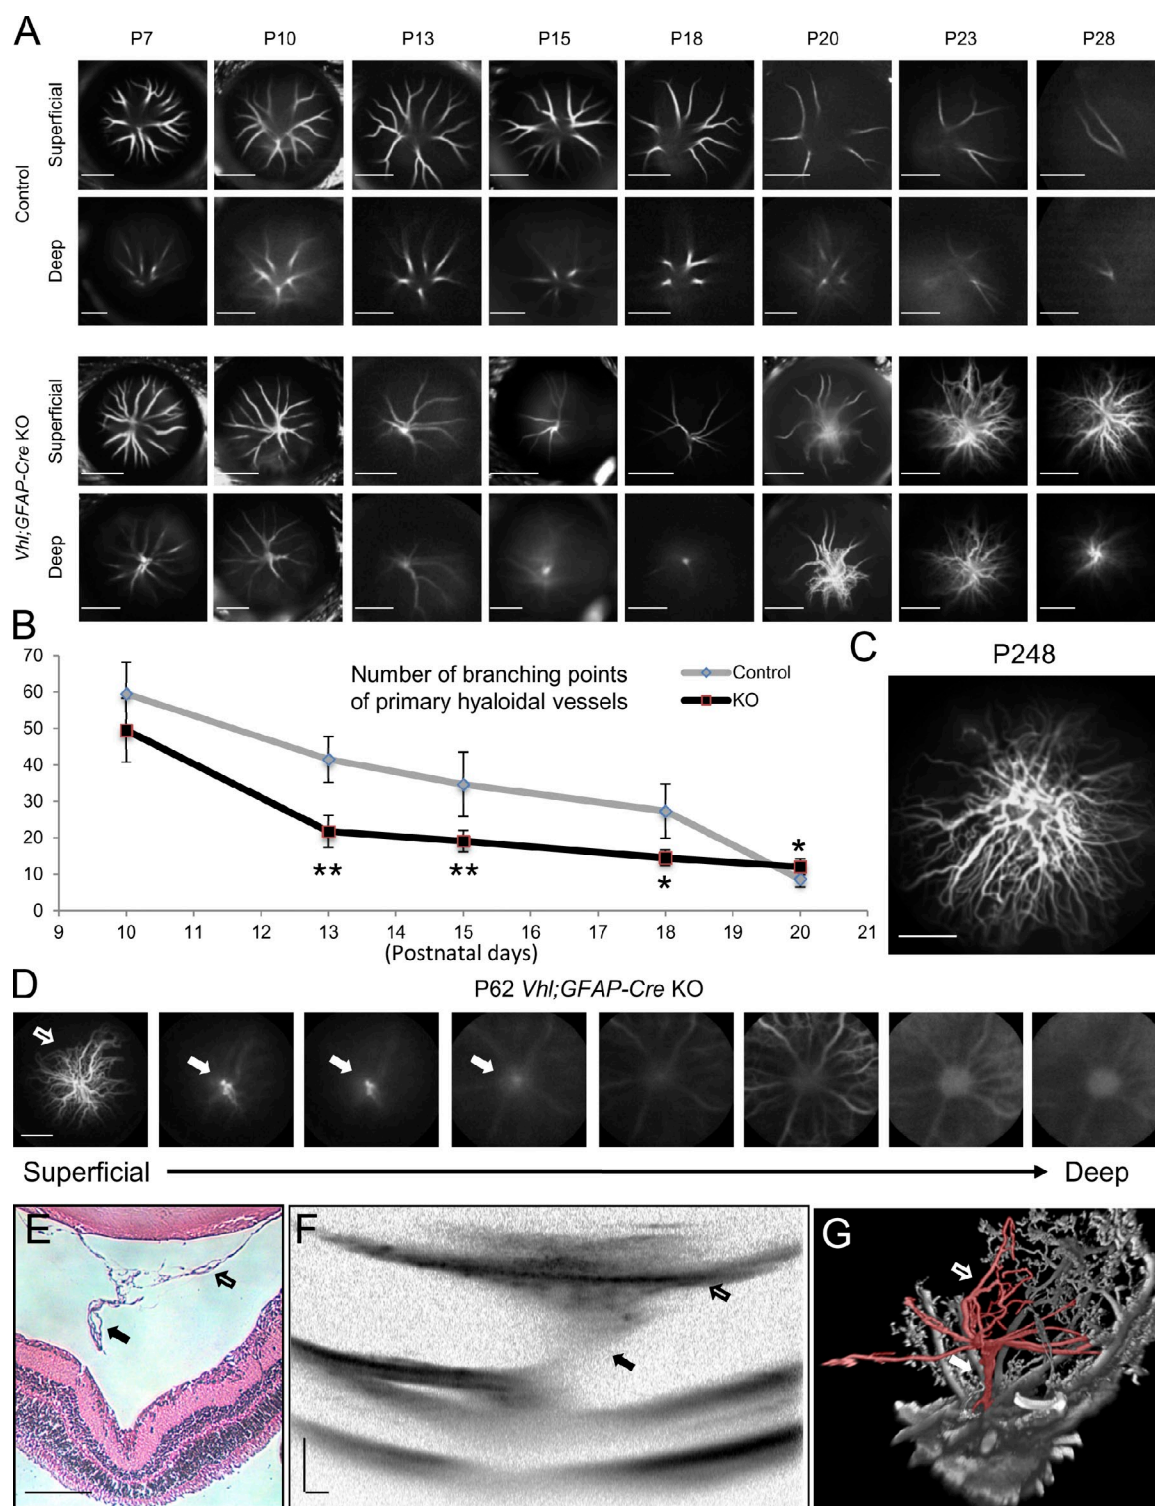 A
P7 P10 P13 P15 P18 P20 P23 P28
Control
Superficial
Deep
Vhl;GFAP-Cre KO
Superficial
Deep
B
70
60
50
40
30
20
10
0
Number of branching points
of primary hyaloidal vessels
Control
KO
** ** * *
9 10 11 12 13 14 15 16 17 18 19 20 21
(Postnatal days)
C
P248
D
P62 Vhl;GFAP-Cre KO
Superficial Deep
E
F
G